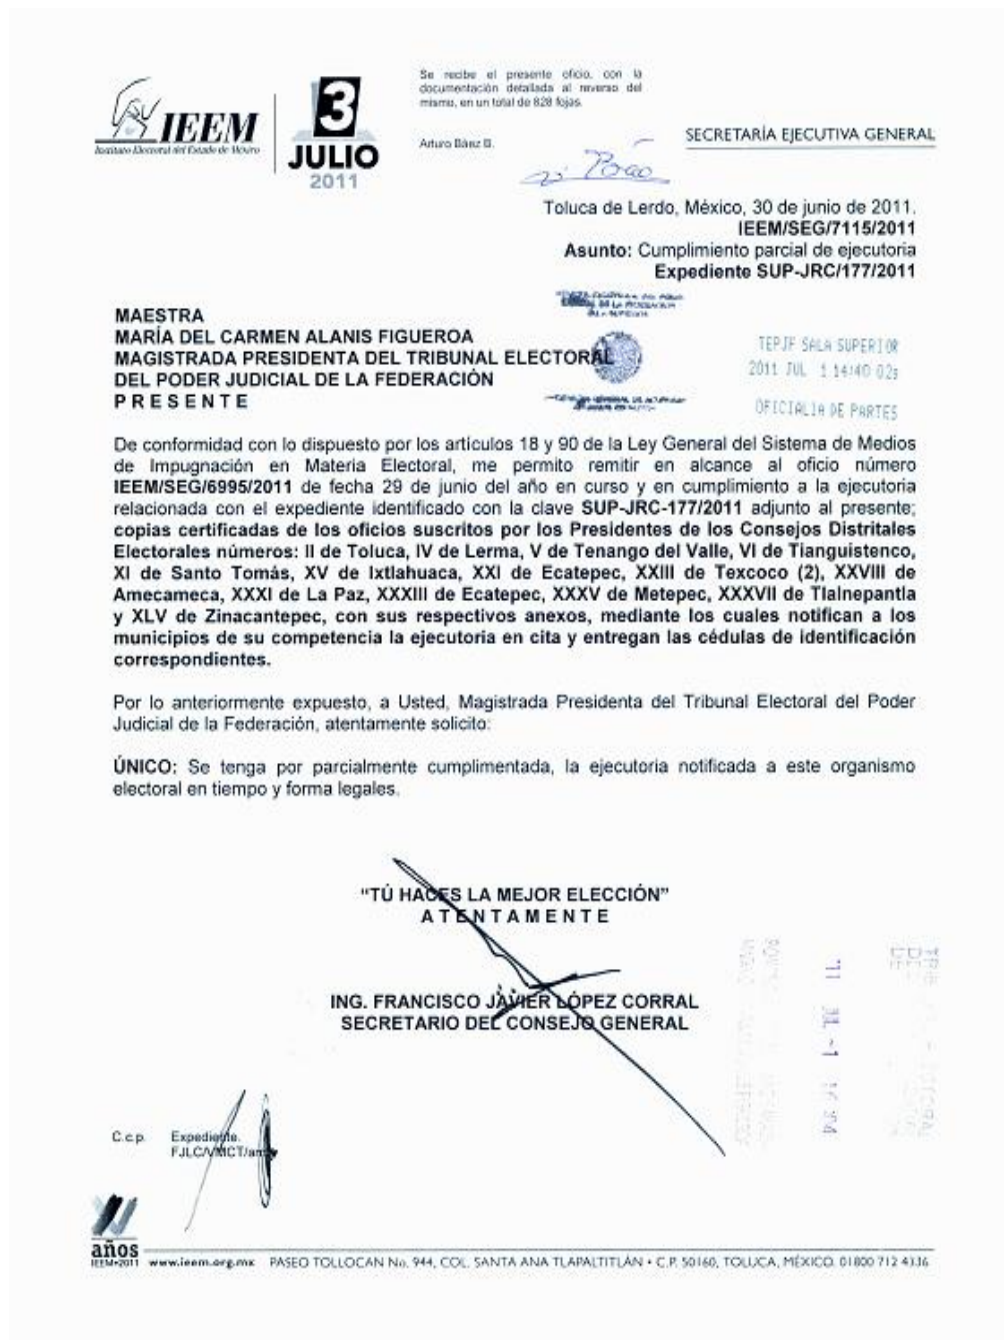 IEEM
Instituto Electoral del Estado de México
3
JULIO
2011
Se recibe el presente oficio, con la
documentación detallada al reverso del
mismo, en un total de 828 fojas.
Arturo Báez B.
SECRETARÍA EJECUTIVA GENERAL
Toluca de Lerdo, México, 30 de junio de 2011.
IEEM/SEG/7115/2011
Asunto: Cumplimiento parcial de ejecutoria
Expediente SUP-JRC/177/2011
MAESTRA
MARÍA DEL CARMEN ALANIS FIGUEROA
MAGISTRADA PRESIDENTA DEL TRIBUNAL ELECTORAL
DEL PODER JUDICIAL DE LA FEDERACIÓN
P R E S E N T E
TEPJF SALA SUPERIOR
2011 JUL 1 14:40 02s
OFICIALIA DE PARTES
De conformidad con lo dispuesto por los artículos 18 y 90 de la Ley General del Sistema de Medios
de Impugnación en Materia Electoral, me permito remitir en alcance al oficio número
IEEM/SEG/6995/2011 de fecha 29 de junio del año en curso y en cumplimiento a la ejecutoria
relacionada con el expediente identificado con la clave SUP-JRC-177/2011 adjunto al presente;
copias certificadas de los oficios suscritos por los Presidentes de los Consejos Distritales
Electorales números: II de Toluca, IV de Lerma, V de Tenango del Valle, VI de Tianguistenco,
XI de Santo Tomás, XV de Ixtlahuaca, XXI de Ecatepec, XXIII de Texcoco (2), XXVIII de
Amecameca, XXXI de La Paz, XXXIII de Ecatepec, XXXV de Metepec, XXXVII de Tlalnepantla
y XLV de Zinacantepec, con sus respectivos anexos, mediante los cuales notifican a los
municipios de su competencia la ejecutoria en cita y entregan las cédulas de identificación
correspondientes.
Por lo anteriormente expuesto, a Usted, Magistrada Presidenta del Tribunal Electoral del Poder
Judicial de la Federación, atentamente solicito:
ÚNICO: Se tenga por parcialmente cumplimentada, la ejecutoria notificada a este organismo
electoral en tiempo y forma legales.
"TÚ HACES LA MEJOR ELECCIÓN"
A T E N T A M E N T E
ING. FRANCISCO JAVIER LÓPEZ CORRAL
SECRETARIO DEL CONSEJO GENERAL
C.c.p. Expediente.
FJLC/VMCT/
años
IEEM•2011 www.ieem.org.mx PASEO TOLLOCAN No. 944, COL. SANTA ANA TLAPALTITLÁN • C.P. 50160, TOLUCA, MÉXICO. 01800 712 4336